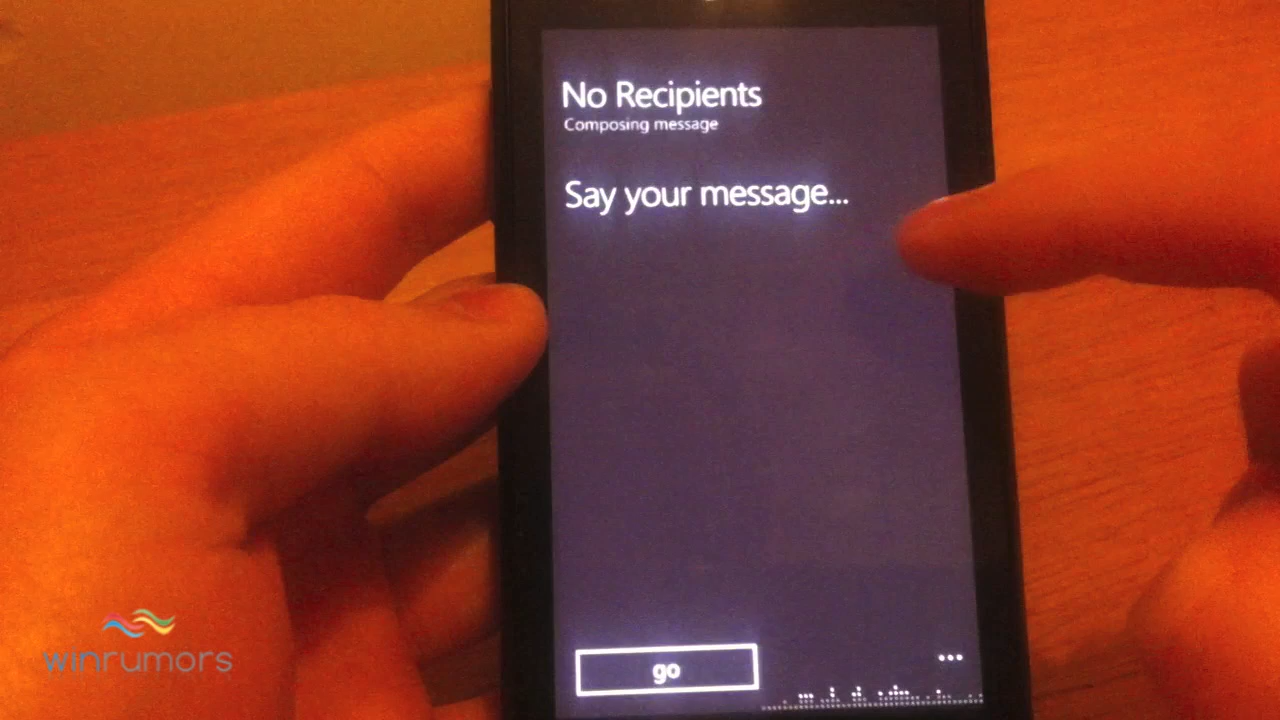 No Recipients
Composing message
Say your message...
go
...
winrumors